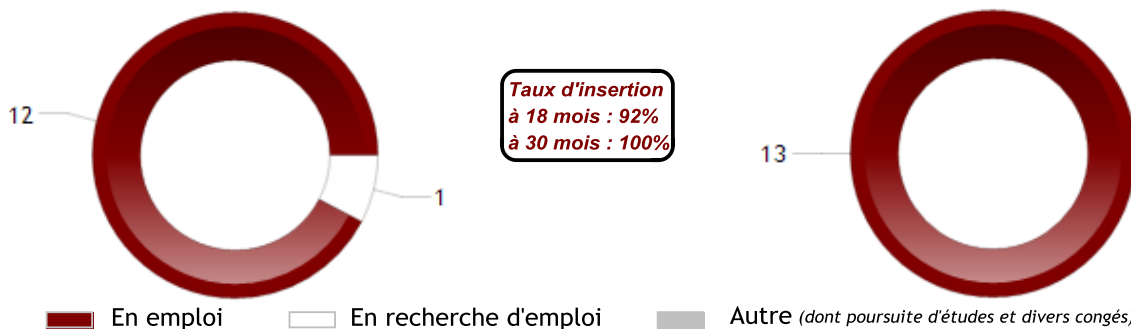 12
Taux d'insertion
à 18 mois : 92%
à 30 mois : 100%
13
1
En emploi
En recherche d'emploi
Autre (dont poursuite d'études et divers congés)